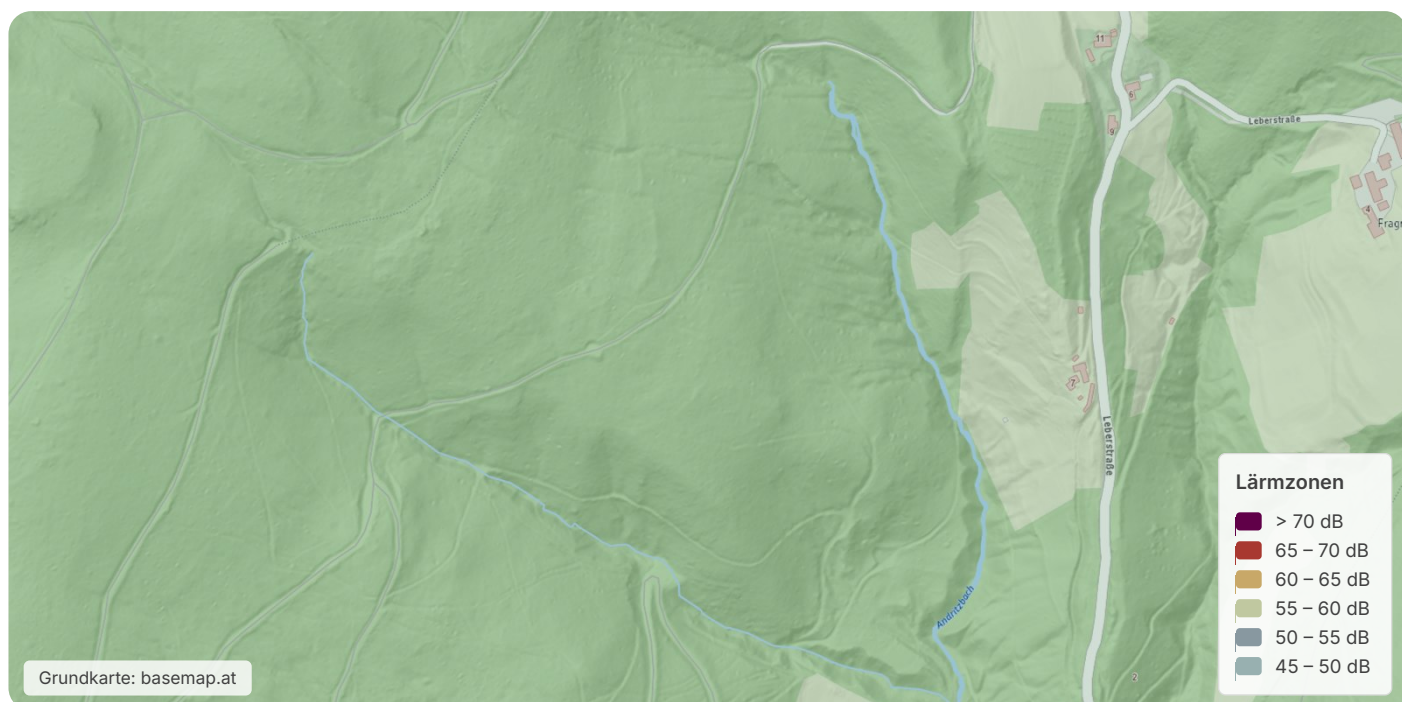 11
6
9
Leberstraße
4
7
Leberstraße
Andritzbach
2
Lärmzonen
> 70 dB
65 – 70 dB
60 – 65 dB
55 – 60 dB
50 – 55 dB
45 – 50 dB
Grundkarte: basemap.at